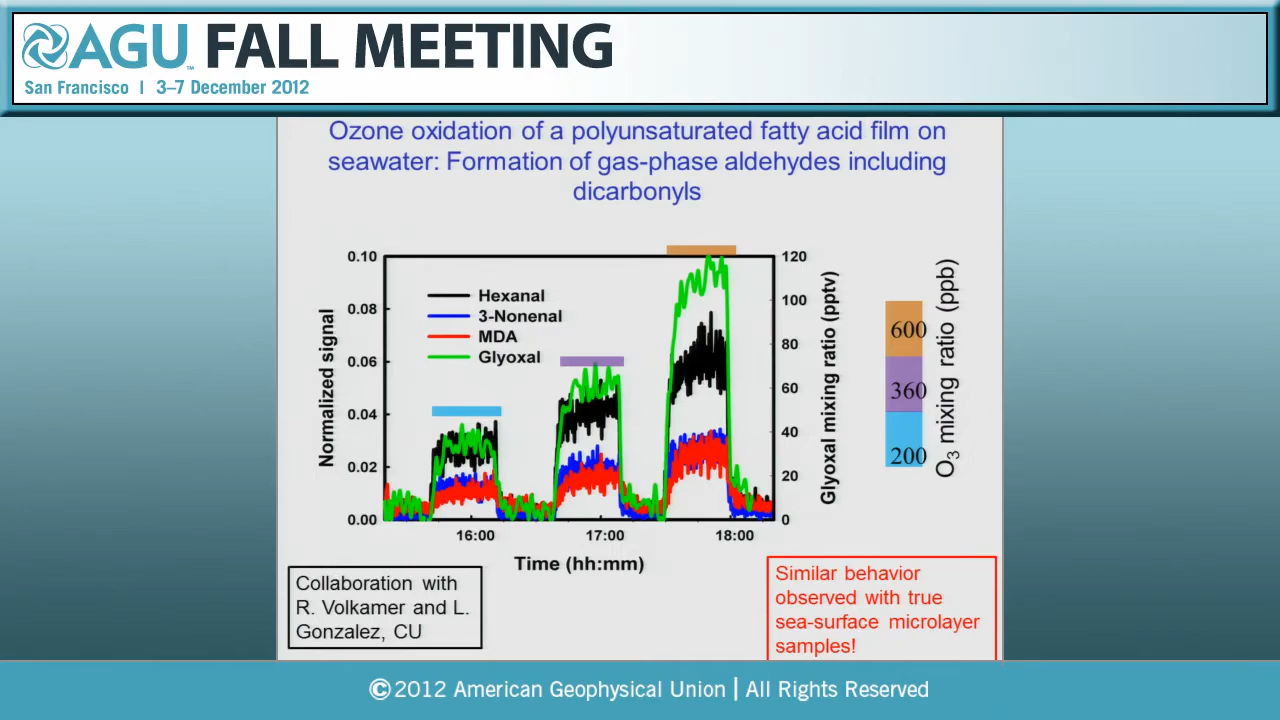 AGU FALL MEETING
San Francisco | 3–7 December 2012
Ozone oxidation of a polyunsaturated fatty acid film on
seawater: Formation of gas-phase aldehydes including
dicarbonyls
0.10
0.08
0.06
0.04
0.02
0.00
Normalized signal
Hexanal
3-Nonenal
MDA
Glyoxal
120
100
80
60
40
20
0
Glyoxal mixing ratio (pptv)
16:00
17:00
18:00
Time (hh:mm)
600
360
200
O3 mixing ratio (ppb)
Collaboration with
R. Volkamer and L.
Gonzalez, CU
Similar behavior
observed with true
sea-surface microlayer
samples!
©2012 American Geophysical Union | All Rights Reserved